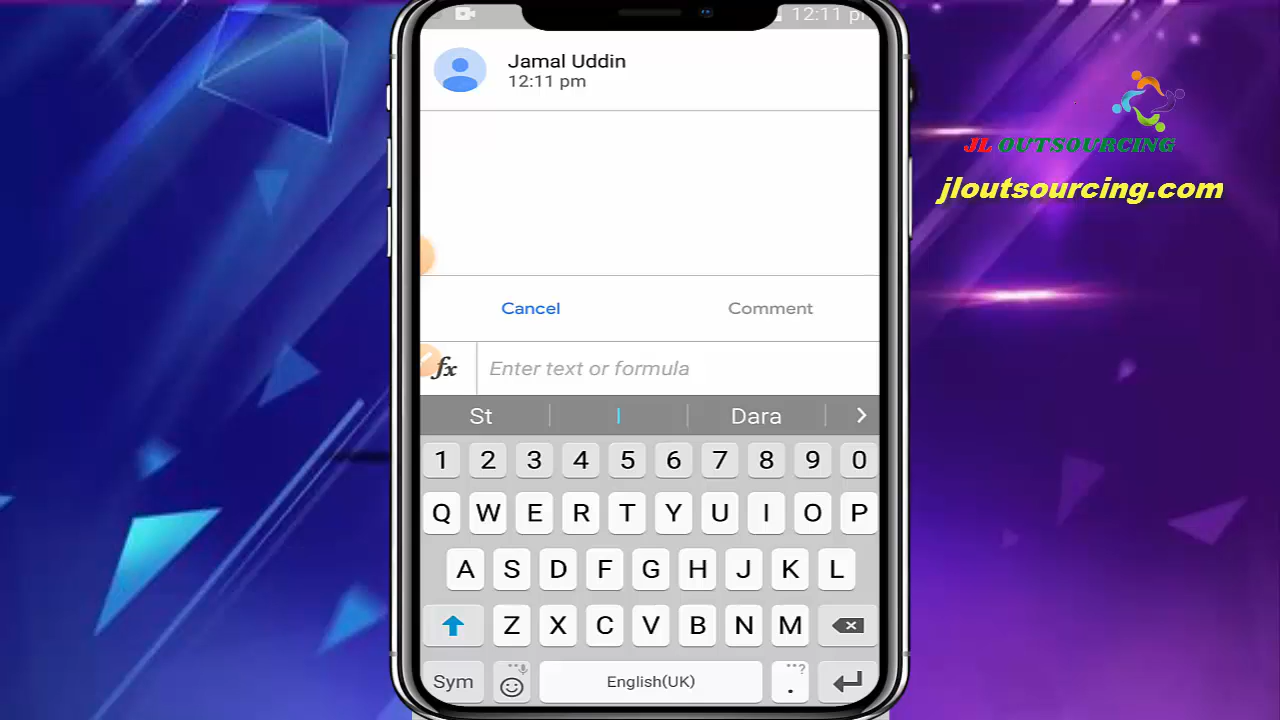 12:11 pm
Jamal Uddin
12:11 pm
JL OUTSOURCING
jloutsourcing.com
Cancel
Comment
fx
Enter text or formula
St
I
Dara
1 2 3 4 5 6 7 8 9 0
Q W E R T Y U I O P
A S D F G H J K L
Z X C V B N M
Sym
English(UK)
?
.